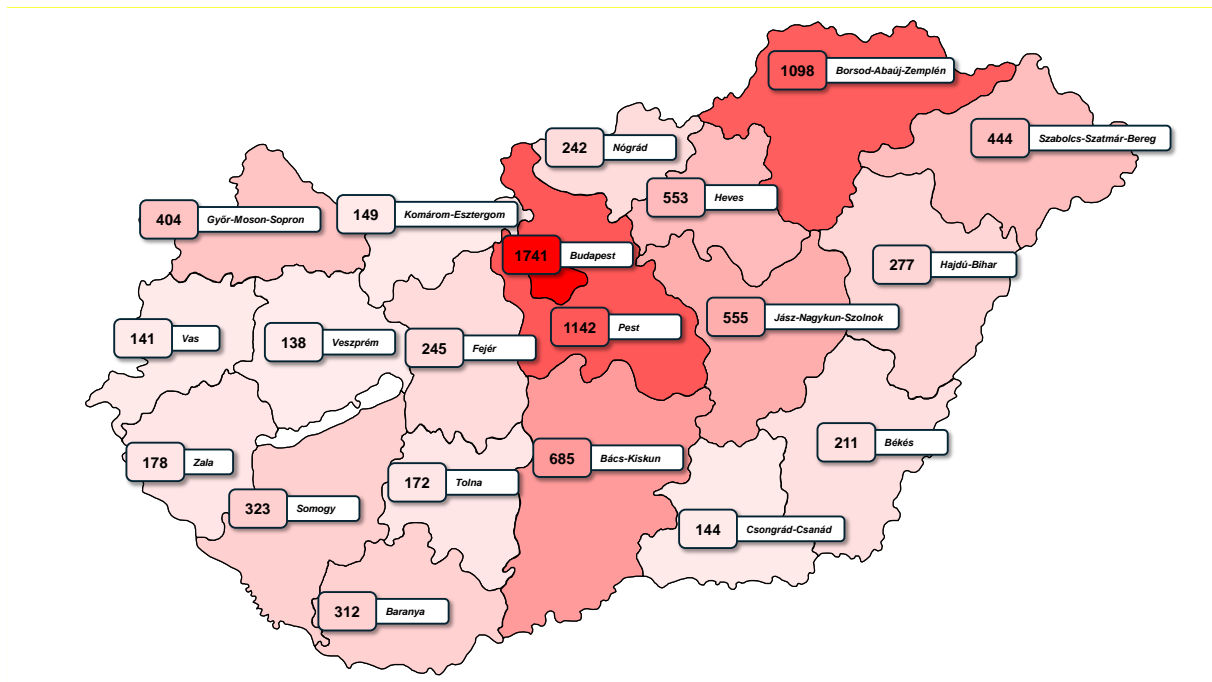 1098 Borsod-Abaúj-Zemplén
444 Szabolcs-Szatmár-Bereg
242 Nógrád
553 Heves
404 Győr-Moson-Sopron
149 Komárom-Esztergom
1741 Budapest
277 Hajdú-Bihar
1142 Pest
555 Jász-Nagykun-Szolnok
141 Vas
138 Veszprém
245 Fejér
211 Békés
178 Zala
685 Bács-Kiskun
172 Tolna
323 Somogy
144 Csongrád-Csanád
312 Baranya